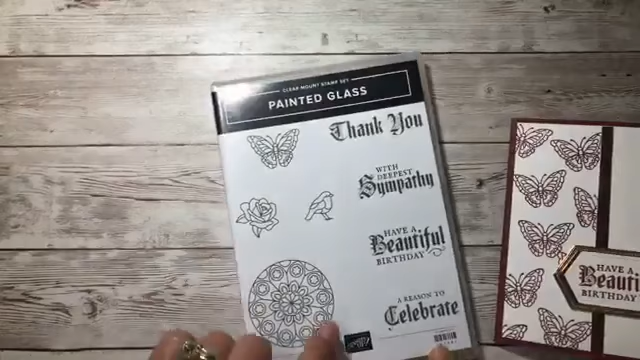 CLEAR MOUNT STAMP SET
PAINTED GLASS
Thank You
WITH
DEEPEST
Sympathy
HAVE A
Beautiful
BIRTHDAY
A REASON TO
Celebrate
HAVE A
Beauti
BIRTHDAY